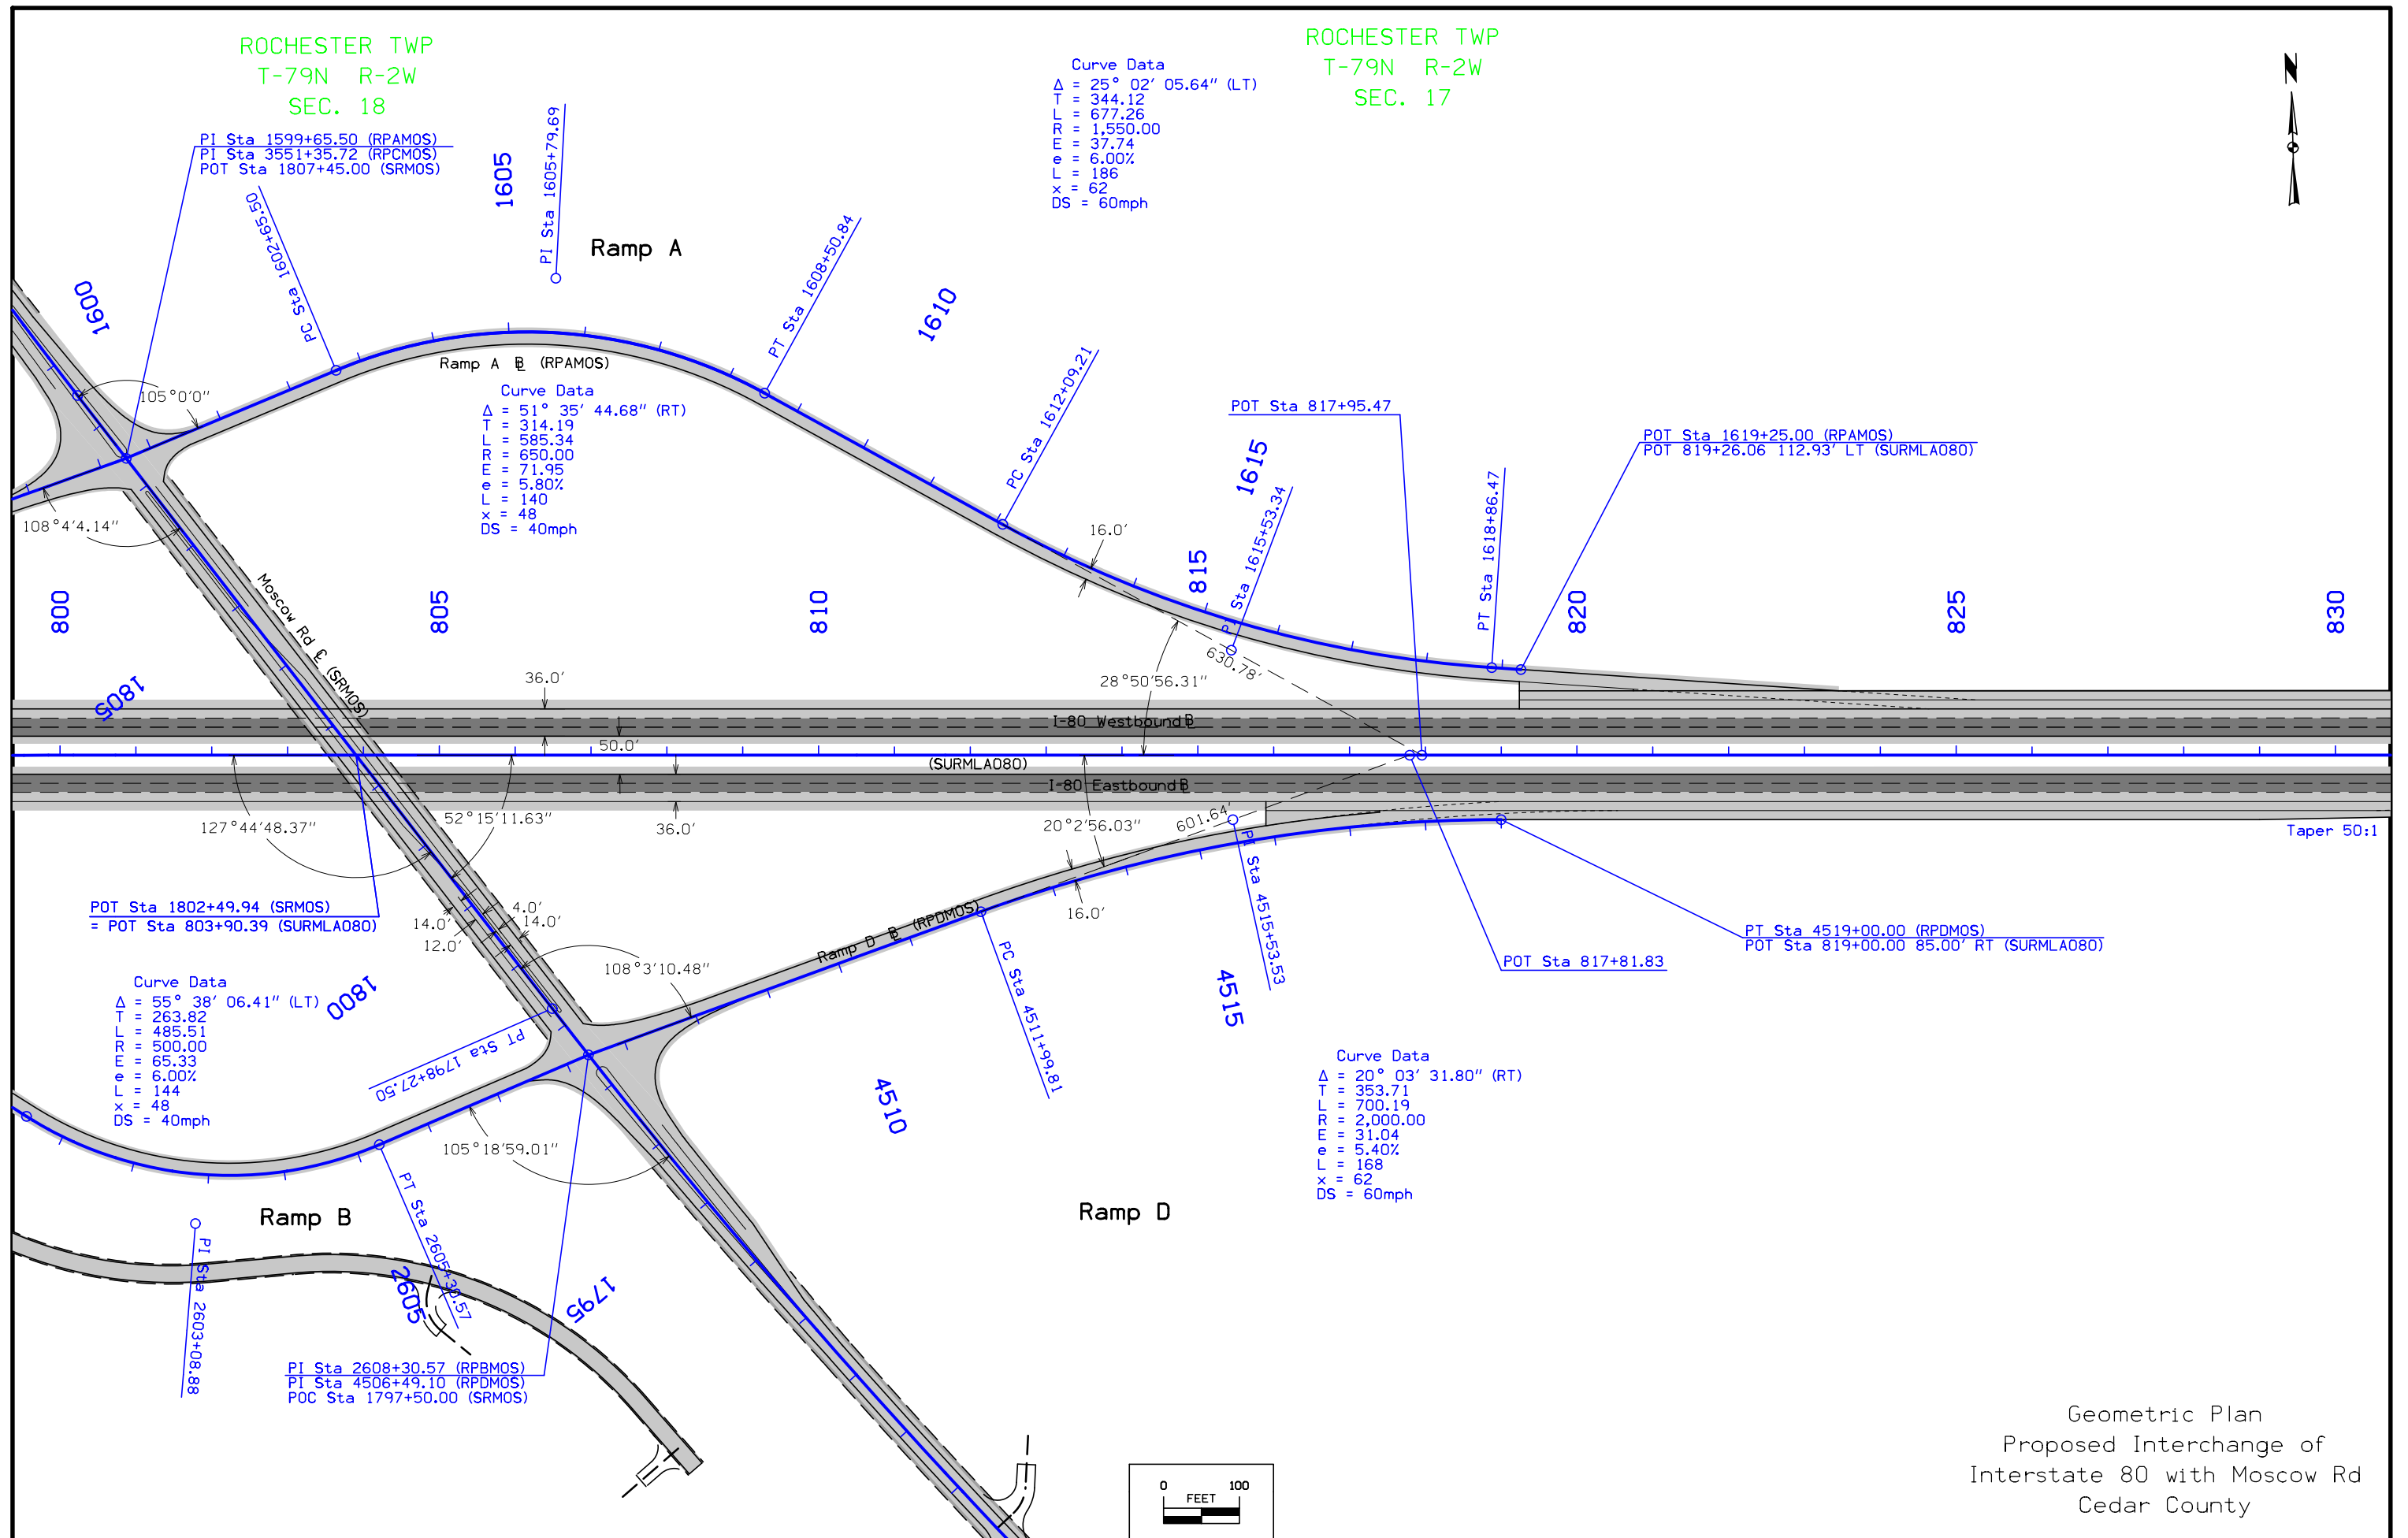 ROCHESTER TWP
T-79N R-2W
SEC. 18
ROCHESTER TWP
T-79N R-2W
SEC. 17
N
Curve Data
Δ = 25° 02' 05.64" (LT)
T = 344.12
L = 677.26
R = 1,550.00
E = 37.74
e = 6.00%
L = 186
x = 62
DS = 60mph
PI Sta 1599+65.50 (RPAMOS)
PI Sta 3551+35.72 (RPCMOS)
POT Sta 1807+45.00 (SRMOS)
PC Sta 1602+65.50
1605
PI Sta 1605+79.69
Ramp A
PT Sta 1608+50.84
1600
1610
Ramp A BL (RPAMOS)
105°0'0"
Curve Data
Δ = 51° 35' 44.68" (RT)
T = 314.19
L = 585.34
R = 650.00
E = 71.95
e = 5.80%
L = 140
x = 48
DS = 40mph
PC Sta 1612+09.21
POT Sta 817+95.47
1615
PI Sta 1615+53.34
PT Sta 1618+86.47
POT Sta 1619+25.00 (RPAMOS)
POT 819+26.06 112.93' LT (SURMLA080)
108°4'4.14"
16.0'
Moscow Rd CL (SRMOS)
800
805
810
815
820
825
830
1805
630.78'
28°50'56.31"
36.0'
I-80 Westbound BL
50.0'
(SURMLA080)
I-80 Eastbound BL
127°44'48.37"
52°15'11.63"
36.0'
20°2'56.03"
601.64'
Taper 50:1
POT Sta 1802+49.94 (SRMOS)
= POT Sta 803+90.39 (SURMLA080)
14.0'
12.0'
4.0'
14.0'
16.0'
Ramp D BL (RPDMOS)
108°3'10.48"
PC Sta 4511+99.81
PI Sta 4515+53.53
4515
PT Sta 4519+00.00 (RPDMOS)
POT Sta 819+00.00 85.00' RT (SURMLA080)
POT Sta 817+81.83
Curve Data
Δ = 55° 38' 06.41" (LT)
T = 263.82
L = 485.51
R = 500.00
E = 65.33
e = 6.00%
L = 144
x = 48
DS = 40mph
1800
PT Sta 1798+27.50
4510
Curve Data
Δ = 20° 03' 31.80" (RT)
T = 353.71
L = 700.19
R = 2,000.00
E = 31.04
e = 5.40%
L = 168
x = 62
DS = 60mph
105°18'59.01"
Ramp B
Ramp D
PT Sta 2605+30.57
PI Sta 2603+08.88
2605
1795
PI Sta 2608+30.57 (RPBMOS)
PI Sta 4506+49.10 (RPDMOS)
POC Sta 1797+50.00 (SRMOS)
0 100
FEET
Geometric Plan
Proposed Interchange of
Interstate 80 with Moscow Rd
Cedar County